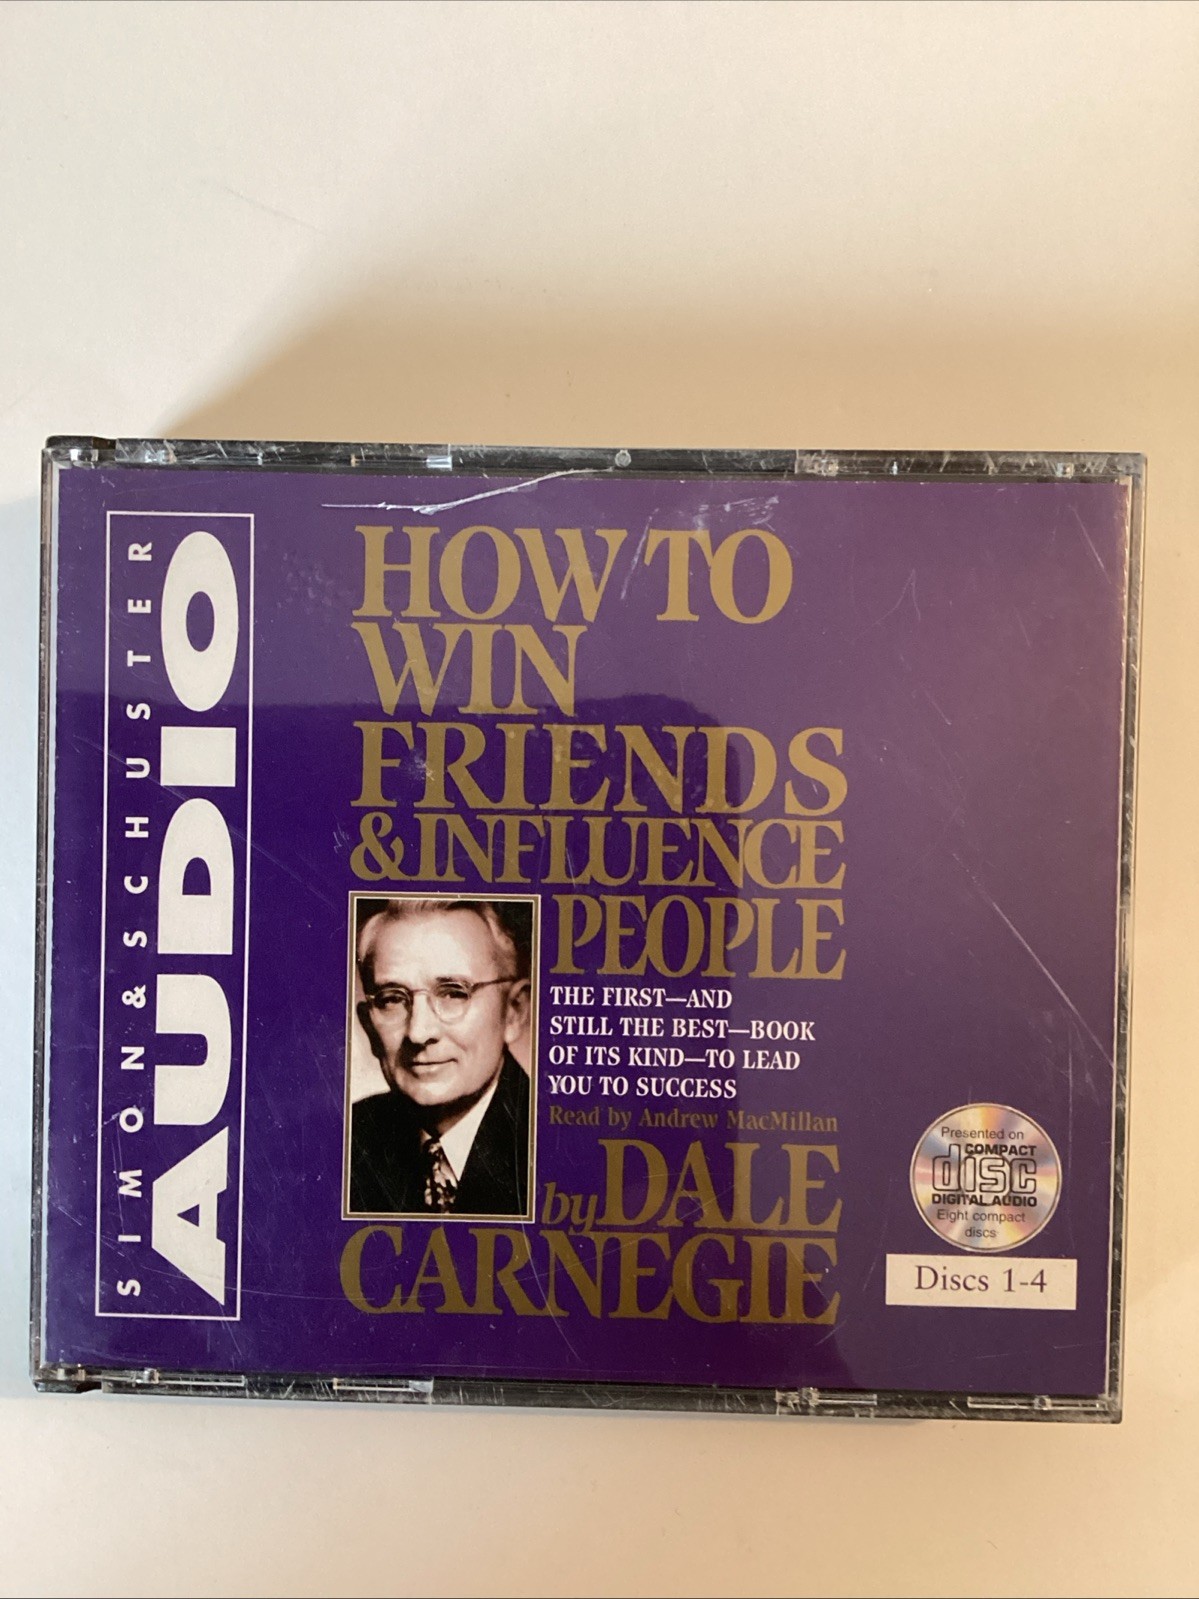 SIMON & SCHUSTER
AUDIO
HOW TO
WIN
FRIENDS
& INFLUENCE
PEOPLE
THE FIRST—AND
STILL THE BEST—BOOK
OF ITS KIND—TO LEAD
YOU TO SUCCESS
Read by Andrew MacMillan
by DALE
CARNEGIE
Presented on
COMPACT
disc
DIGITAL AUDIO
Eight compact
discs
Discs 1-4